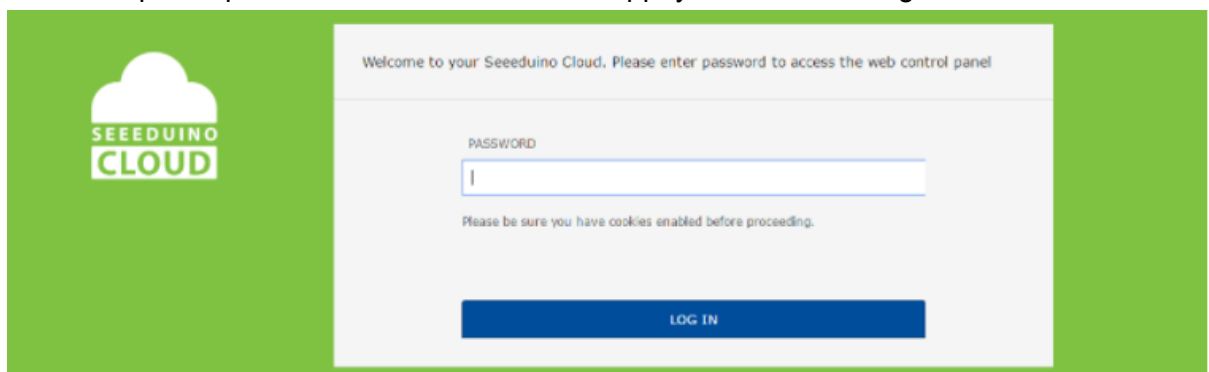 Welcome to your Seeeduino Cloud. Please enter password to access the web control panel
SEEEDUINO
CLOUD
PASSWORD
Please be sure you have cookies enabled before proceeding.
LOG IN